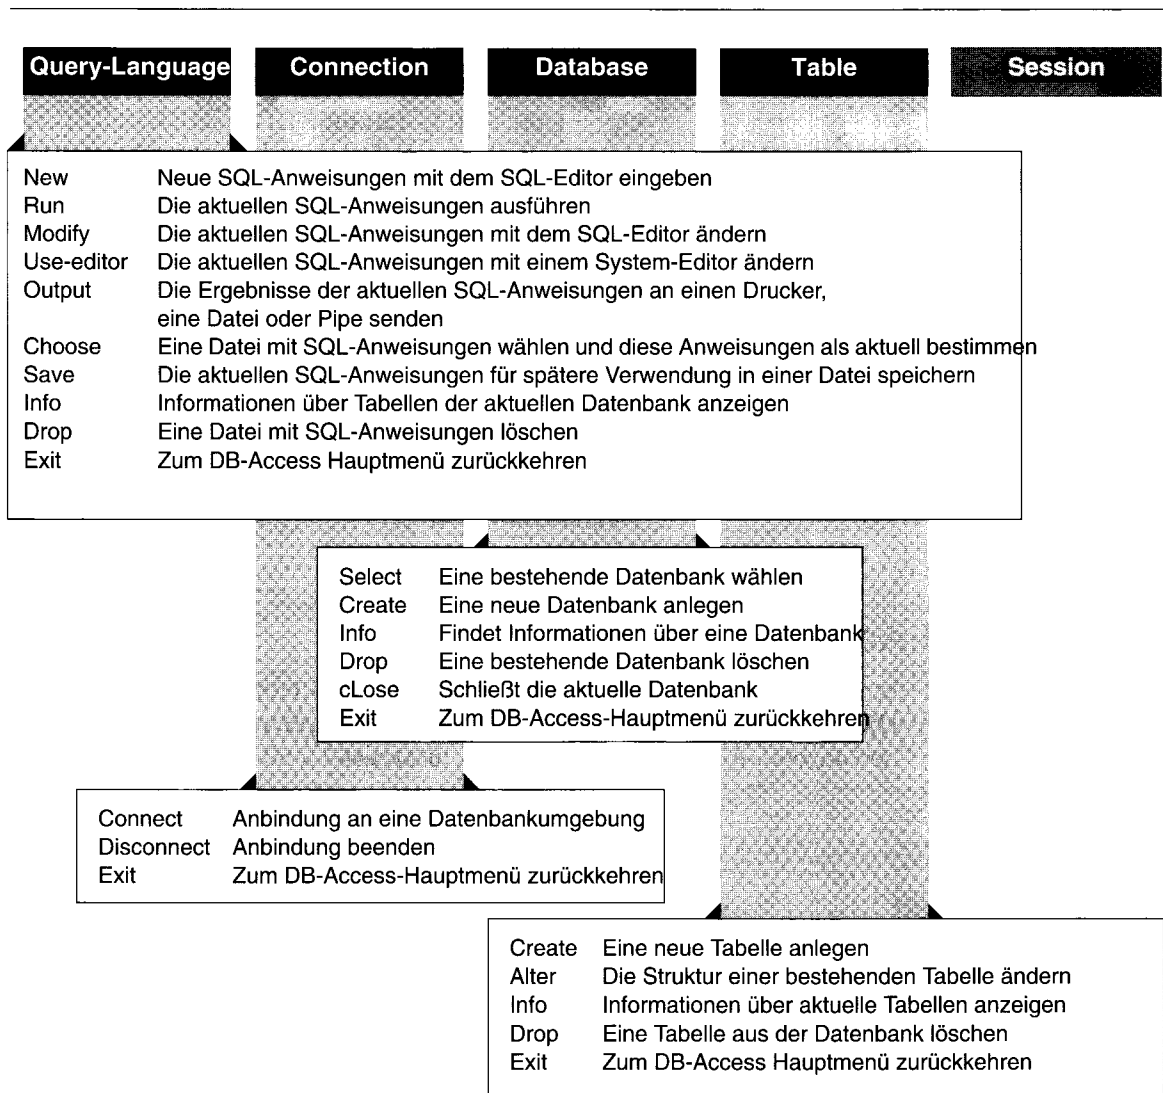 Query-Language Connection Database Table Session
New Neue SQL-Anweisungen mit dem SQL-Editor eingeben
Run Die aktuellen SQL-Anweisungen ausführen
Modify Die aktuellen SQL-Anweisungen mit dem SQL-Editor ändern
Use-editor Die aktuellen SQL-Anweisungen mit einem System-Editor ändern
Output Die Ergebnisse der aktuellen SQL-Anweisungen an einen Drucker,
eine Datei oder Pipe senden
Choose Eine Datei mit SQL-Anweisungen wählen und diese Anweisungen als aktuell bestimmen
Save Die aktuellen SQL-Anweisungen für spätere Verwendung in einer Datei speichern
Info Informationen über Tabellen der aktuellen Datenbank anzeigen
Drop Eine Datei mit SQL-Anweisungen löschen
Exit Zum DB-Access Hauptmenü zurückkehren
Select Eine bestehende Datenbank wählen
Create Eine neue Datenbank anlegen
Info Findet Informationen über eine Datenbank
Drop Eine bestehende Datenbank löschen
cLose Schließt die aktuelle Datenbank
Exit Zum DB-Access-Hauptmenü zurückkehren
Connect Anbindung an eine Datenbankumgebung
Disconnect Anbindung beenden
Exit Zum DB-Access-Hauptmenü zurückkehren
Create Eine neue Tabelle anlegen
Alter Die Struktur einer bestehenden Tabelle ändern
Info Informationen über aktuelle Tabellen anzeigen
Drop Eine Tabelle aus der Datenbank löschen
Exit Zum DB-Access Hauptmenü zurückkehren